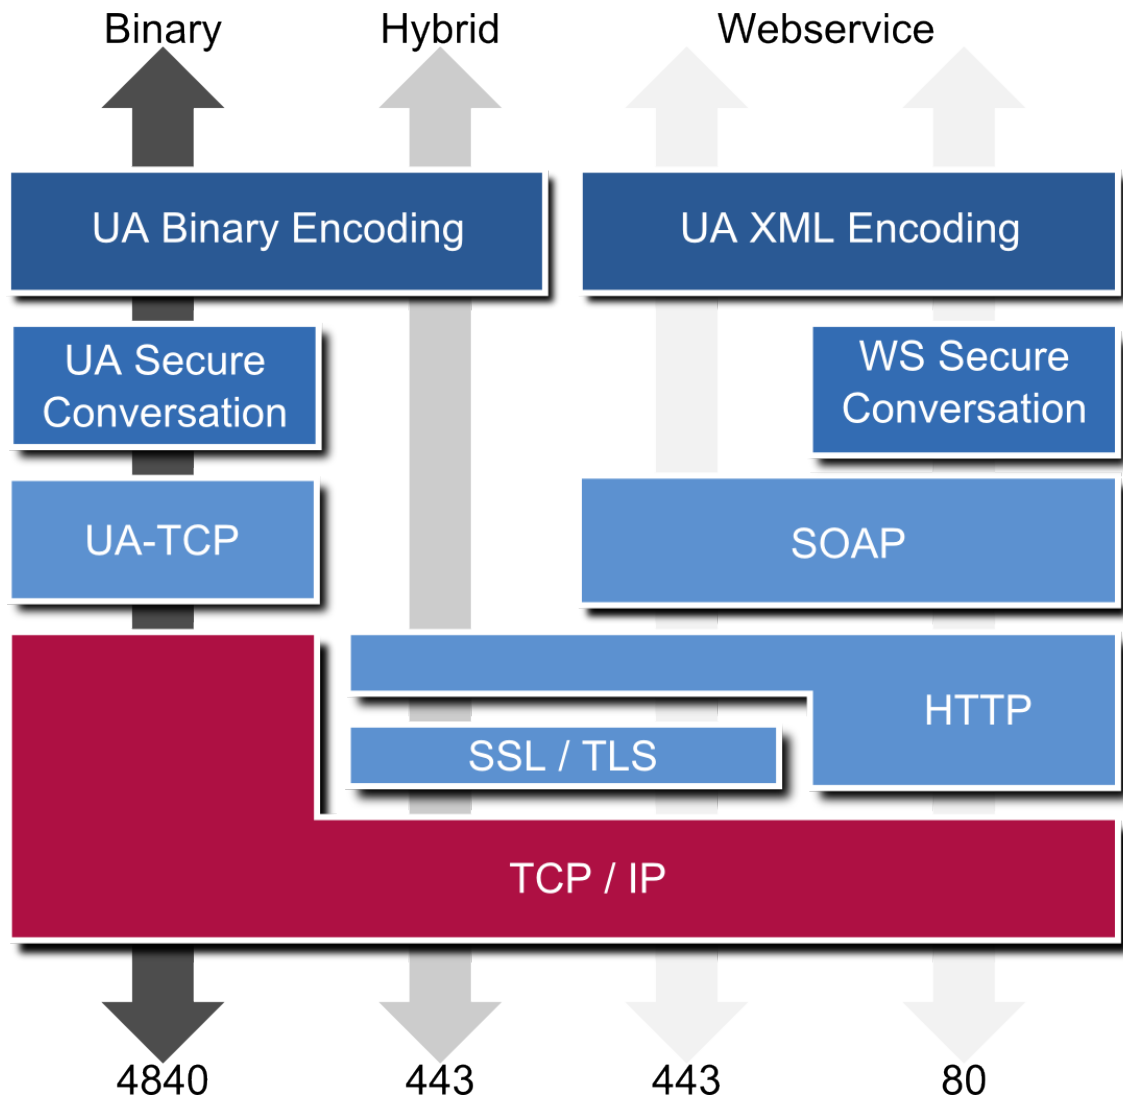 Binary
Hybrid
Webservice
UA Binary Encoding
UA XML Encoding
UA Secure
Conversation
WS Secure
Conversation
UA-TCP
SOAP
HTTP
SSL / TLS
TCP / IP
4840
443
443
80